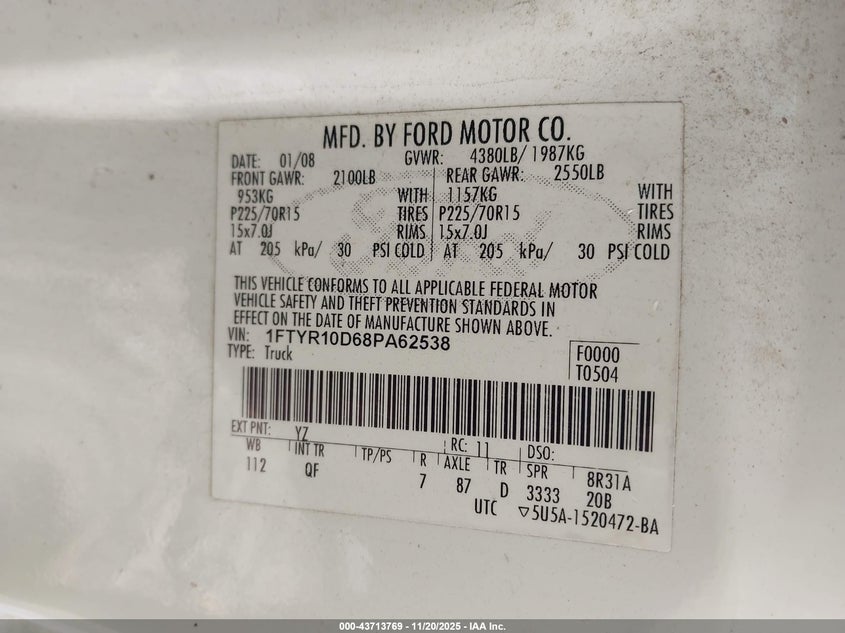 MFD. BY FORD MOTOR CO.
DATE: 01/08 GVWR: 4380LB/ 1987KG
FRONT GAWR: 2100LB REAR GAWR: 2550LB
953KG WITH 1157KG WITH
P225/70R15 TIRES P225/70R15 TIRES
15x7.0J RIMS 15x7.0J RIMS
AT 205 kPa/ 30 PSI COLD AT 205 kPa/ 30 PSI COLD
Ford
THIS VEHICLE CONFORMS TO ALL APPLICABLE FEDERAL MOTOR
VEHICLE SAFETY AND THEFT PREVENTION STANDARDS IN
EFFECT ON THE DATE OF MANUFACTURE SHOWN ABOVE.
VIN: 1FTYR10D68PA62538 F0000
TYPE: Truck T0504
EXT PNT: YZ RC: 11 DSO:
WB INT TR TP/PS R AXLE TR SPR 8R31A
112 QF 7 87 D 3333 20B
UTC ▽5U5A-1520472-BA
000-43713769 - 11/20/2025 - IAA Inc.